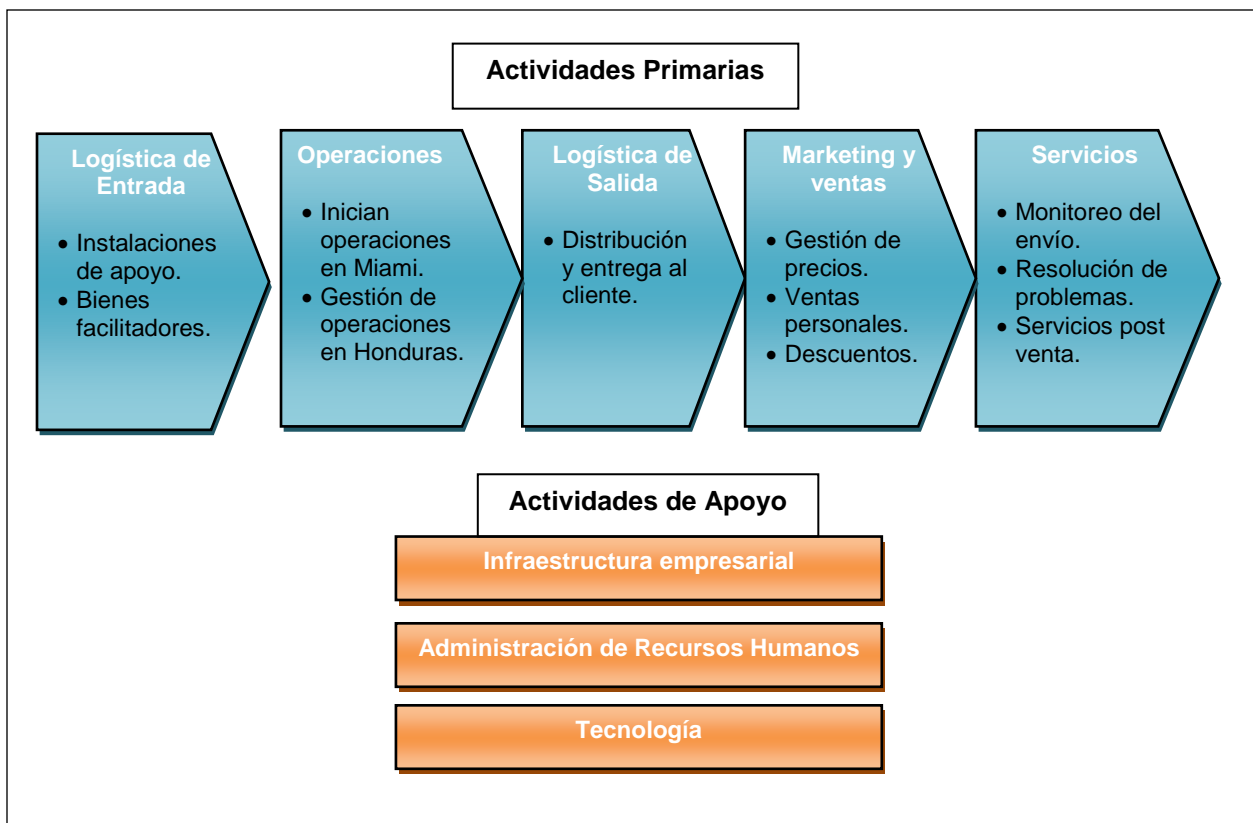 Actividades Primarias
Logística de
Entrada
• Instalaciones
de apoyo.
• Bienes
facilitadores.
Operaciones
• Inician
operaciones
en Miami.
• Gestión de
operaciones
en Honduras.
Logística de
Salida
• Distribución
y entrega al
cliente.
Marketing y
ventas
• Gestión de
precios.
• Ventas
personales.
• Descuentos.
Servicios
• Monitoreo del
envío.
• Resolución de
problemas.
• Servicios post
venta.
Actividades de Apoyo
Infraestructura empresarial
Administración de Recursos Humanos
Tecnología